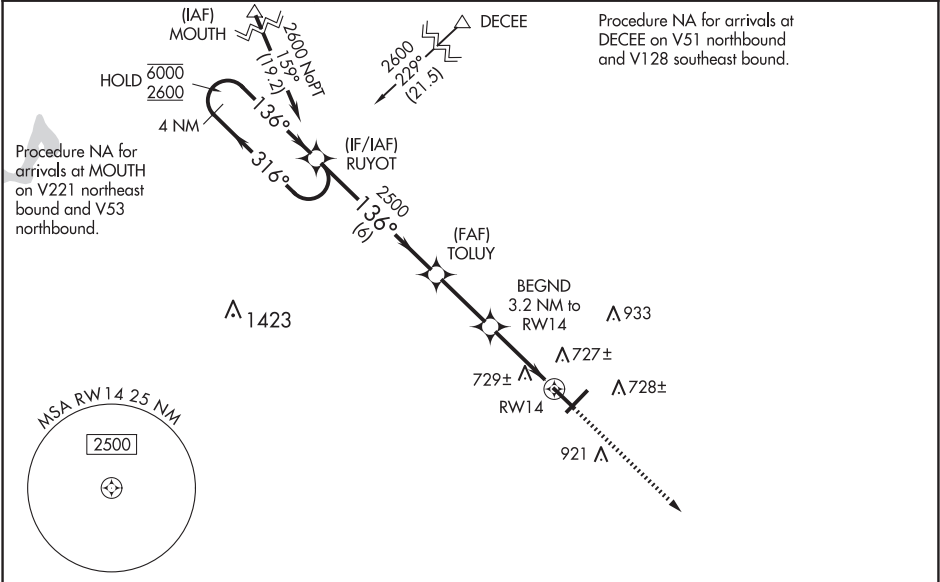 (IAF)
MOUTH
2600 NoPT
159°
(19.2)
DECEE
2600
229°
(21.5)
Procedure NA for arrivals at
DECEE on V51 northbound
and V128 southeast bound.
HOLD 6000
2600
4 NM
136°
316°
(IF/IAF)
RUYOT
Procedure NA for
arrivals at MOUTH
on V221 northeast
bound and V53
northbound.
2500
136°
(6)
(FAF)
TOLUY
BEGND
3.2 NM to
RW14
1423
933
727±
729±
728±
RW14
921
MSA RW14 25 NM
2500